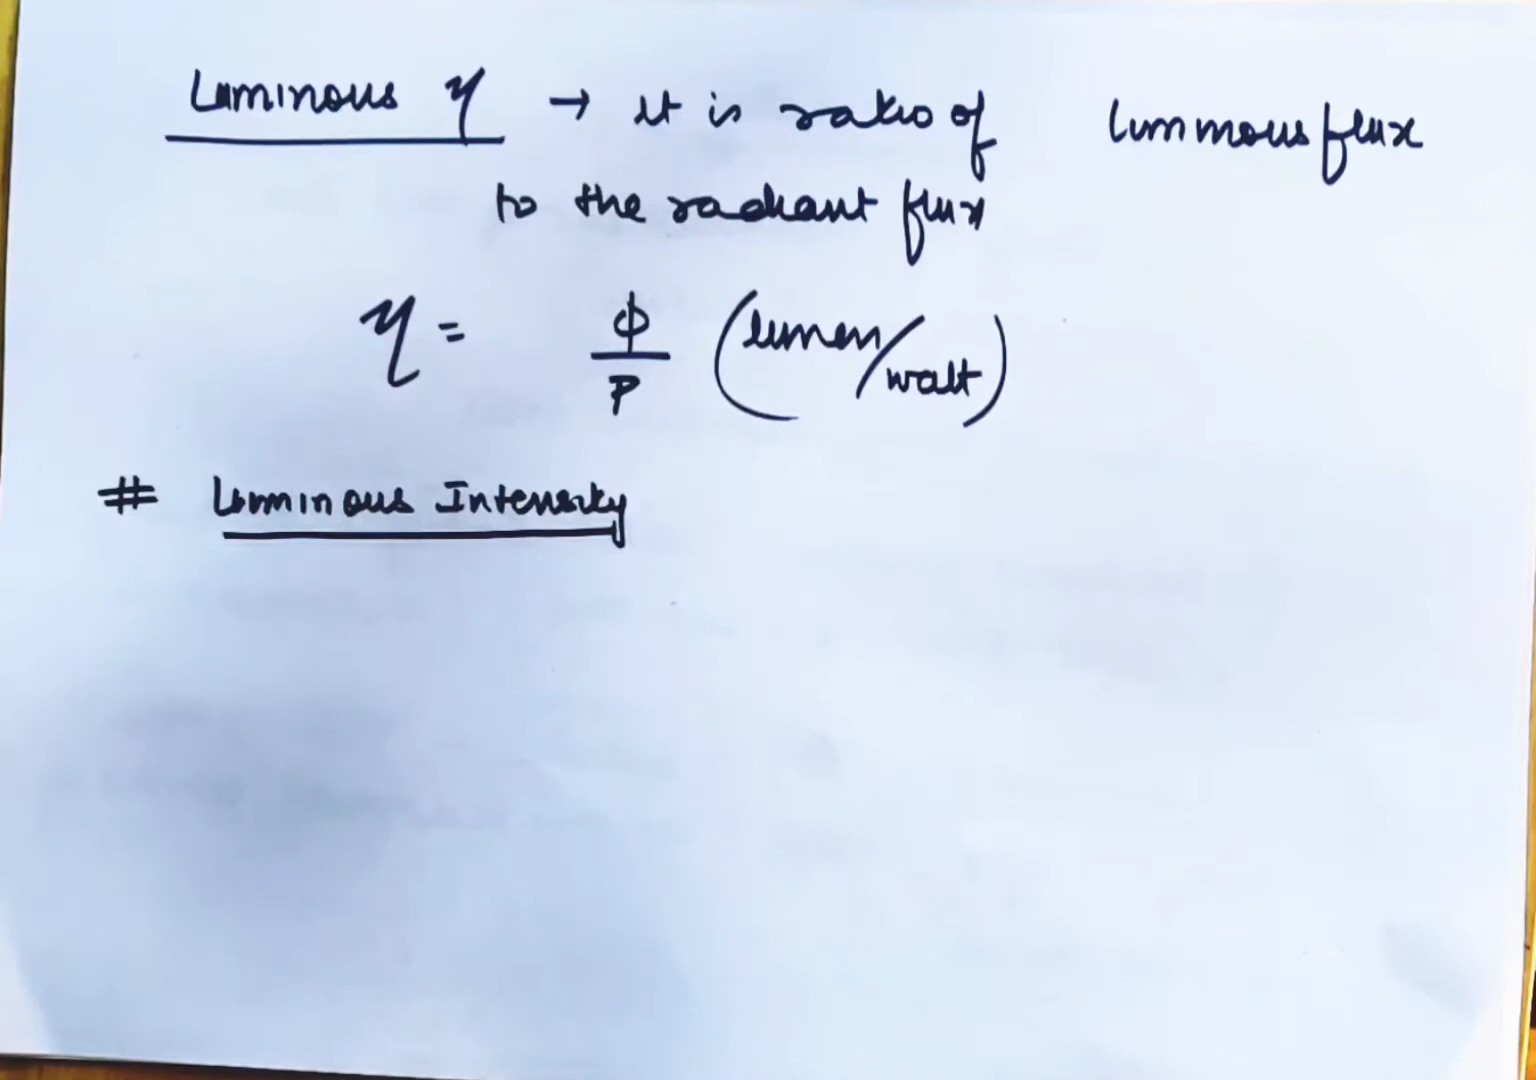 Luminous η → it is ratio of luminous flux
to the radiant flux
η = ϕ/P (lumen/watt)
# Luminous Intensity